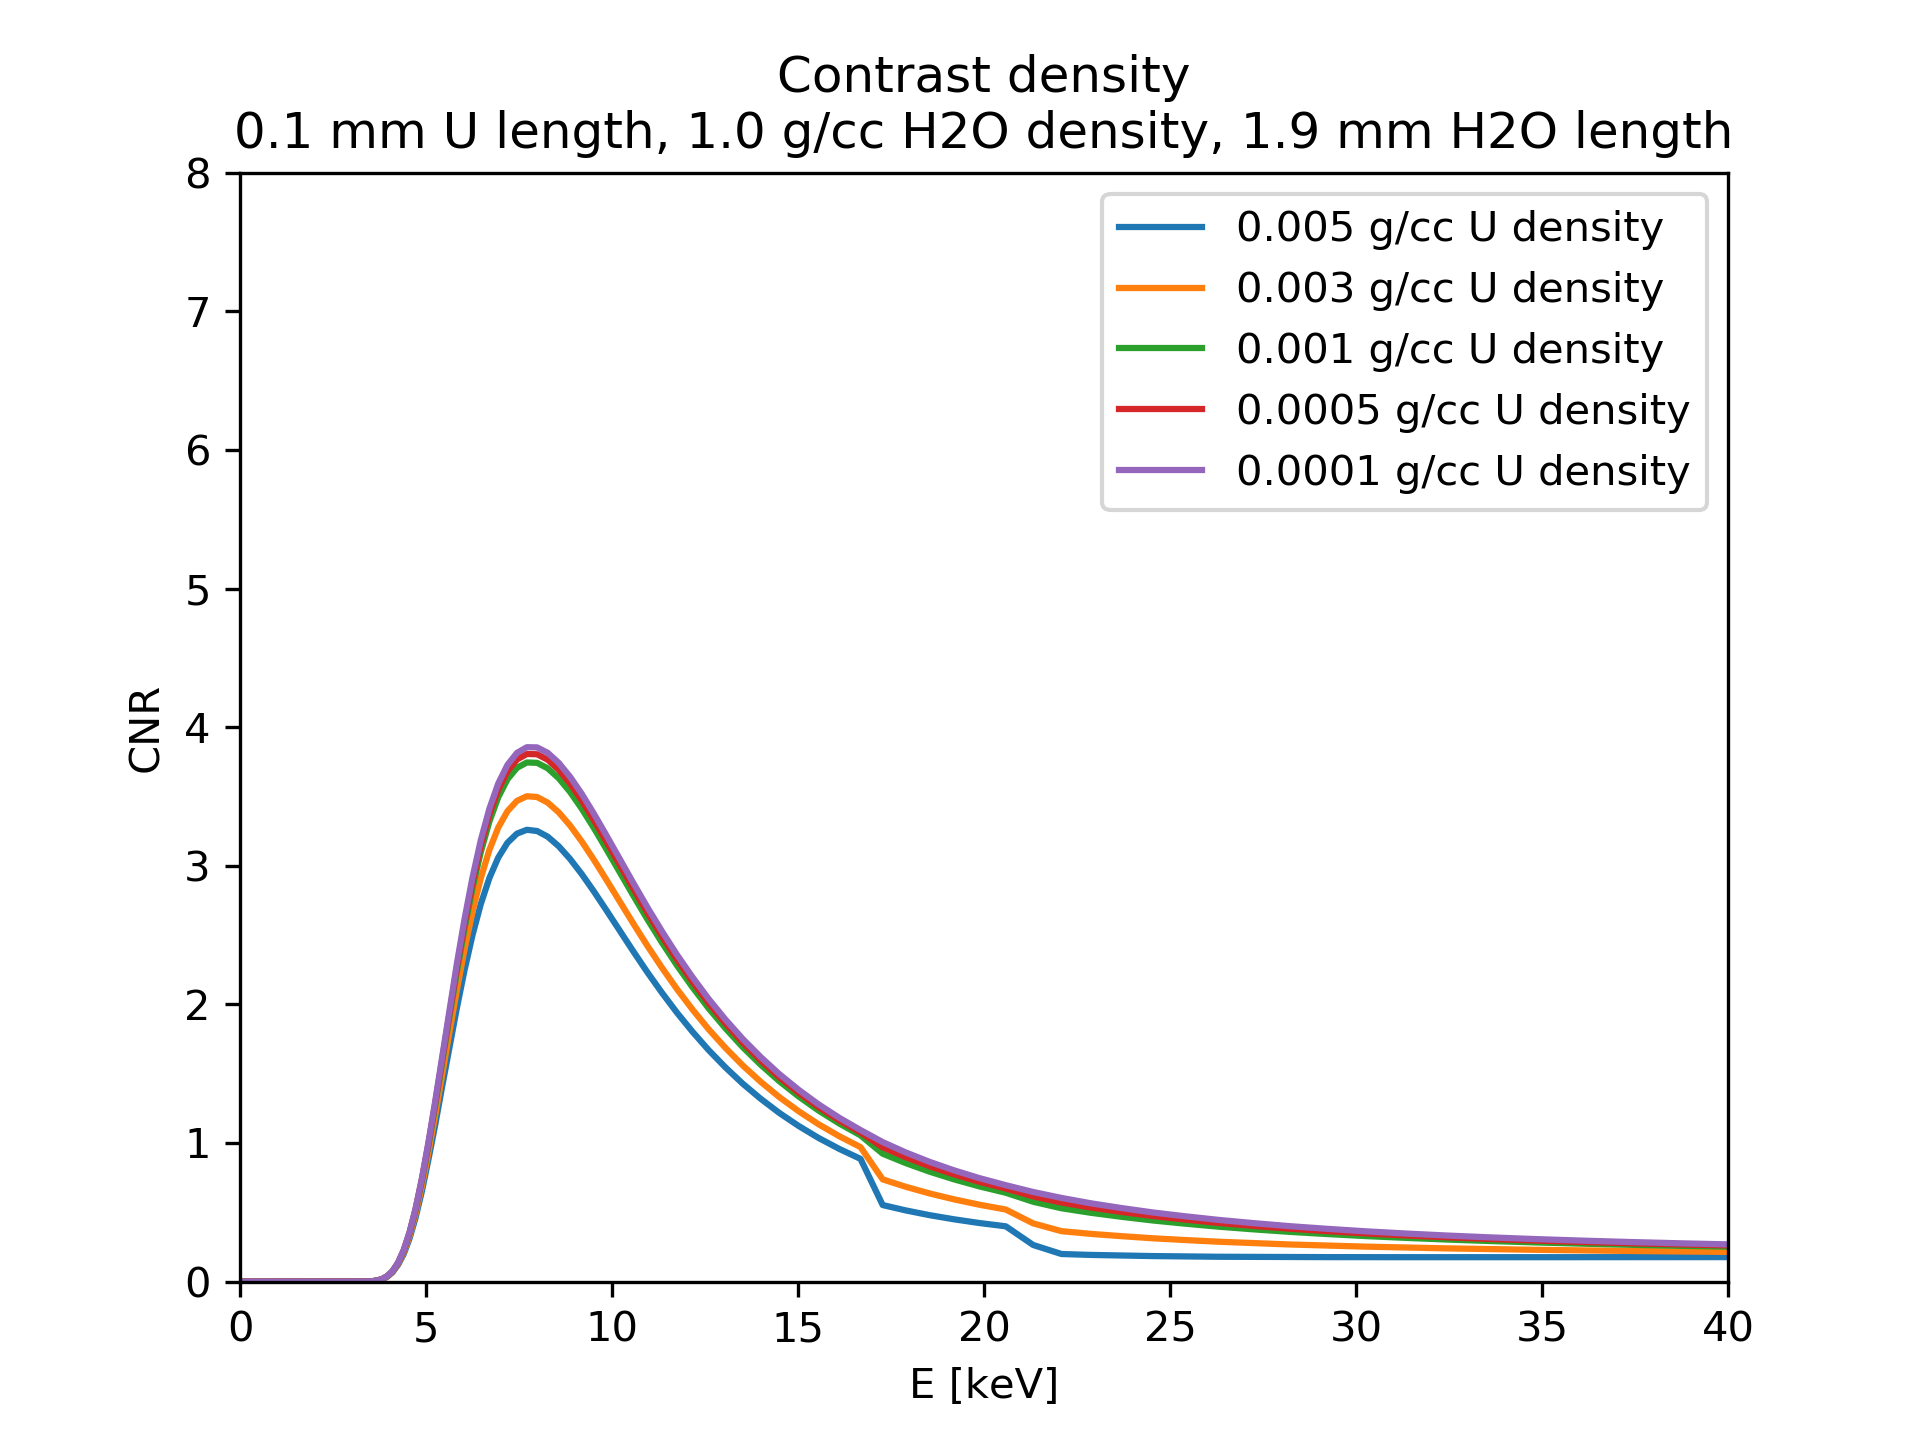 Contrast density
0.1 mm U length, 1.0 g/cc H2O density, 1.9 mm H2O length
8
7
6
5
4
3
2
1
0
CNR
0.005 g/cc U density
0.003 g/cc U density
0.001 g/cc U density
0.0005 g/cc U density
0.0001 g/cc U density
0 5 10 15 20 25 30 35 40
E [keV]